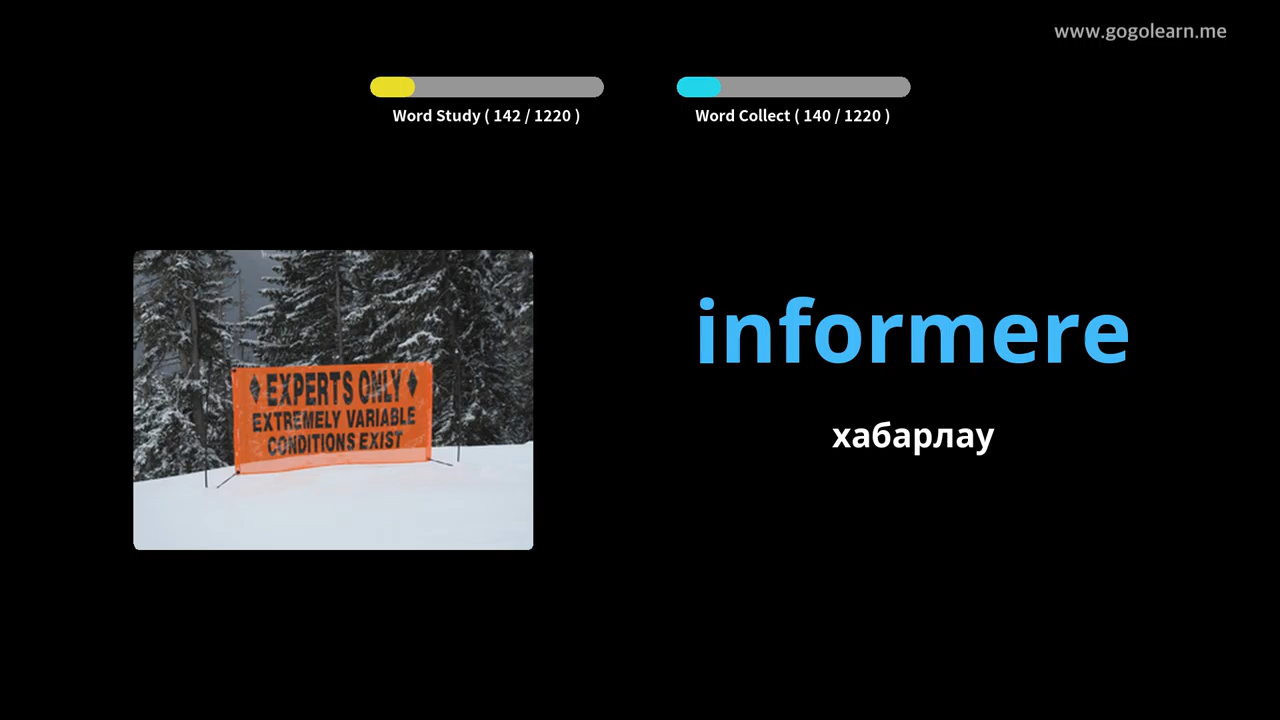 www.gogolearn.me
Word Study ( 142 / 1220 )
Word Collect ( 140 / 1220 )
EXPERTS ONLY
EXTREMELY VARIABLE
CONDITIONS EXIST
informere
хабарлау